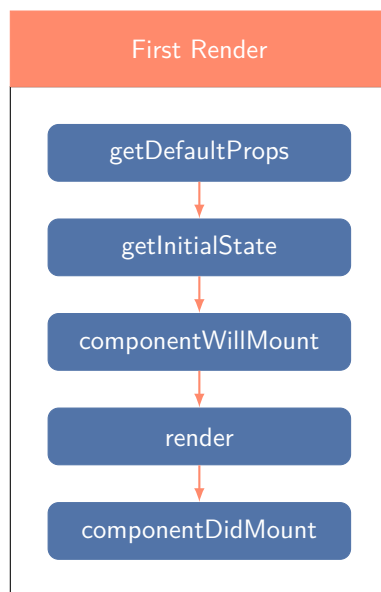 First Render
getDefaultProps
getInitialState
componentWillMount
render
componentDidMount